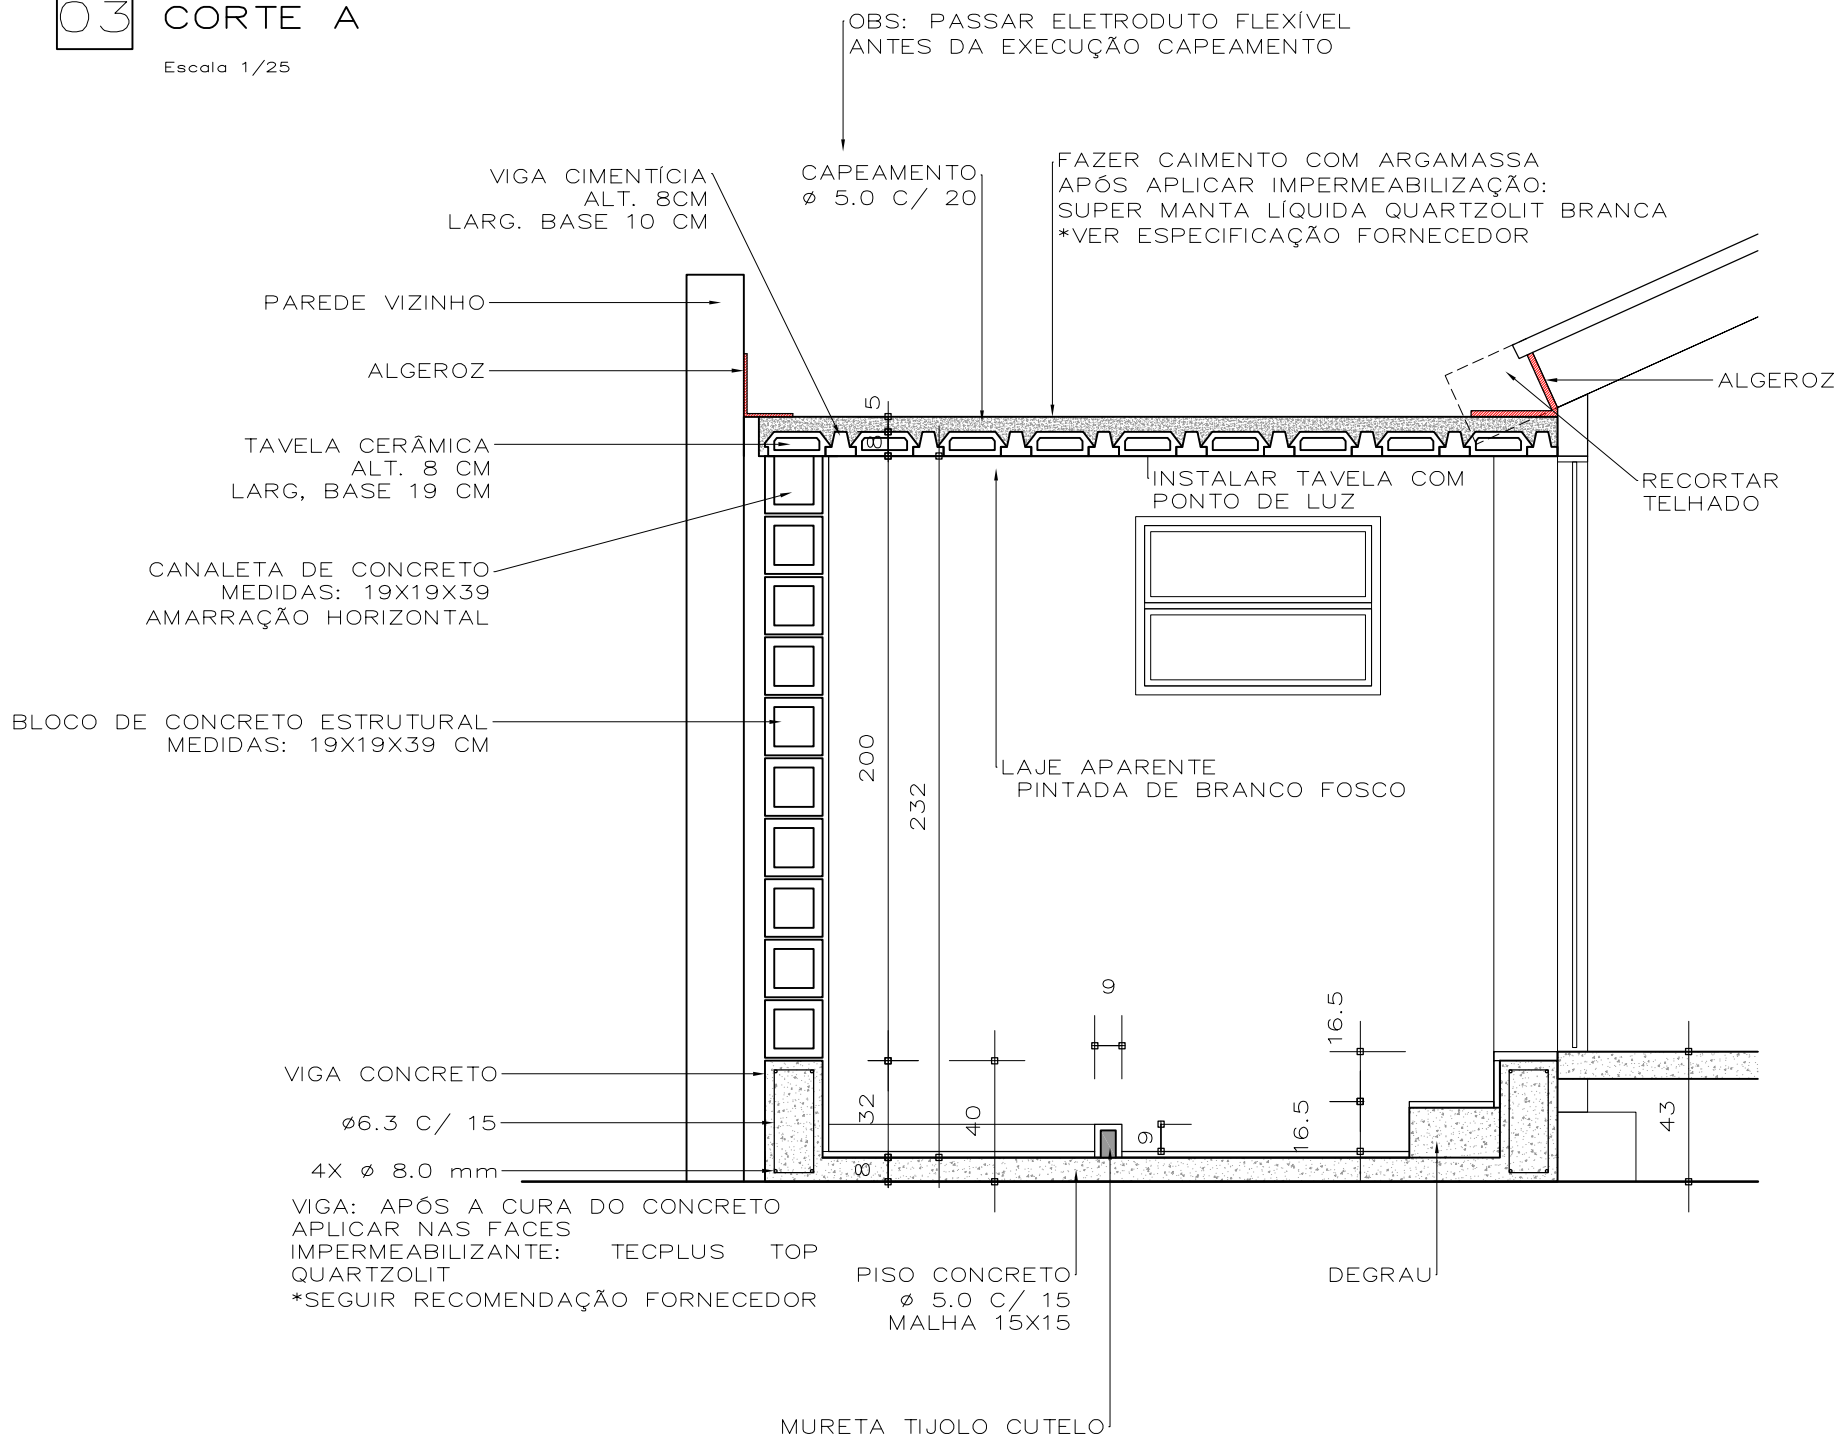 03 CORTE A
Escala 1/25
OBS: PASSAR ELETRODUTO FLEXÍVEL
ANTES DA EXECUÇÃO CAPEAMENTO
VIGA CIMENTÍCIA
ALT. 8CM
LARG. BASE 10 CM
CAPEAMENTO
ø 5.0 C/ 20
FAZER CAIMENTO COM ARGAMASSA
APÓS APLICAR IMPERMEABILIZAÇÃO:
SUPER MANTA LÍQUIDA QUARTZOLIT BRANCA
*VER ESPECIFICAÇÃO FORNECEDOR
PAREDE VIZINHO
ALGEROZ
ALGEROZ
5
8
TAVELA CERÂMICA
ALT. 8 CM
LARG, BASE 19 CM
INSTALAR TAVELA COM
PONTO DE LUZ
RECORTAR
TELHADO
CANALETA DE CONCRETO
MEDIDAS: 19X19X39
AMARRAÇÃO HORIZONTAL
BLOCO DE CONCRETO ESTRUTURAL
MEDIDAS: 19X19X39 CM
200
232
LAJE APARENTE
PINTADA DE BRANCO FOSCO
9
16.5
VIGA CONCRETO
ø6.3 C/ 15
4X ø 8.0 mm
32
40
9
16.5
43
8
VIGA: APÓS A CURA DO CONCRETO
APLICAR NAS FACES
IMPERMEABILIZANTE: TECPLUS TOP
QUARTZOLIT
*SEGUIR RECOMENDAÇÃO FORNECEDOR
PISO CONCRETO
ø 5.0 C/ 15
MALHA 15X15
DEGRAU
MURETA TIJOLO CUTELO